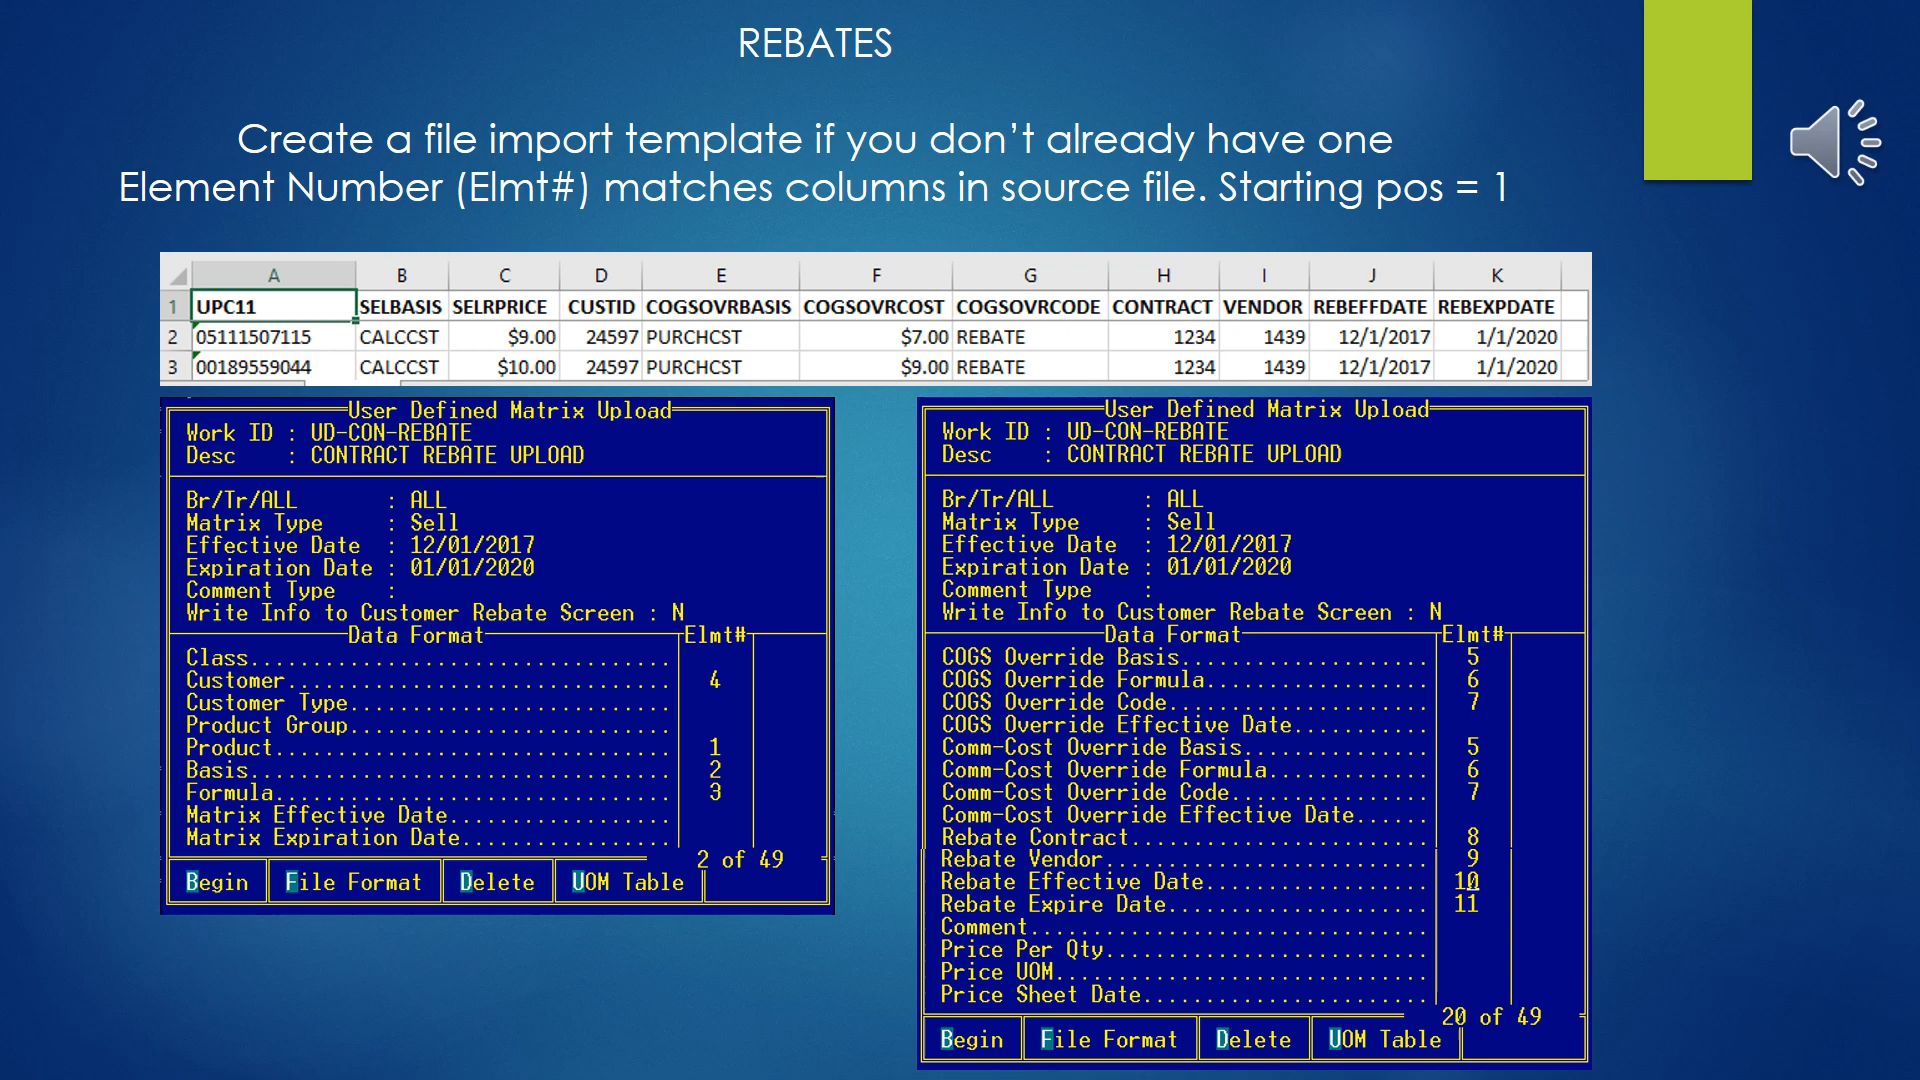 REBATES
Create a file import template if you don’t already have one
Element Number (Elmt#) matches columns in source file. Starting pos = 1
A B C D E F G H I J K
1 UPC11 SELBASIS SELRPRICE CUSTID COGSOVRBASIS COGSOVRCOST COGSOVRCODE CONTRACT VENDOR REBEFFDATE REBEXPDATE
2 05111507115 CALCCST $9.00 24597 PURCHCST $7.00 REBATE 1234 1439 12/1/2017 1/1/2020
3 00189559044 CALCCST $10.00 24597 PURCHCST $9.00 REBATE 1234 1439 12/1/2017 1/1/2020
User Defined Matrix Upload
Work ID : UD-CON-REBATE
Desc : CONTRACT REBATE UPLOAD
Br/Tr/ALL : ALL
Matrix Type : Sell
Effective Date : 12/01/2017
Expiration Date : 01/01/2020
Comment Type :
Write Info to Customer Rebate Screen : N
Data Format Elmt#
Class..................................
Customer............................... 4
Customer Type..........................
Product Group..........................
Product................................ 1
Basis.................................. 2
Formula................................ 3
Matrix Effective Date..................
Matrix Expiration Date.................
2 of 49
Begin File Format Delete UOM Table
User Defined Matrix Upload
Work ID : UD-CON-REBATE
Desc : CONTRACT REBATE UPLOAD
Br/Tr/ALL : ALL
Matrix Type : Sell
Effective Date : 12/01/2017
Expiration Date : 01/01/2020
Comment Type :
Write Info to Customer Rebate Screen : N
Data Format Elmt#
COGS Override Basis.................... 5
COGS Override Formula.................. 6
COGS Override Code..................... 7
COGS Override Effective Date...........
Comm-Cost Override Basis............... 5
Comm-Cost Override Formula............. 6
Comm-Cost Override Code................ 7
Comm-Cost Override Effective Date......
Rebate Contract........................ 8
Rebate Vendor.......................... 9
Rebate Effective Date.................. 10
Rebate Expire Date..................... 11
Comment................................
Price Per Qty..........................
Price UOM..............................
Price Sheet Date.......................
20 of 49
Begin File Format Delete UOM Table